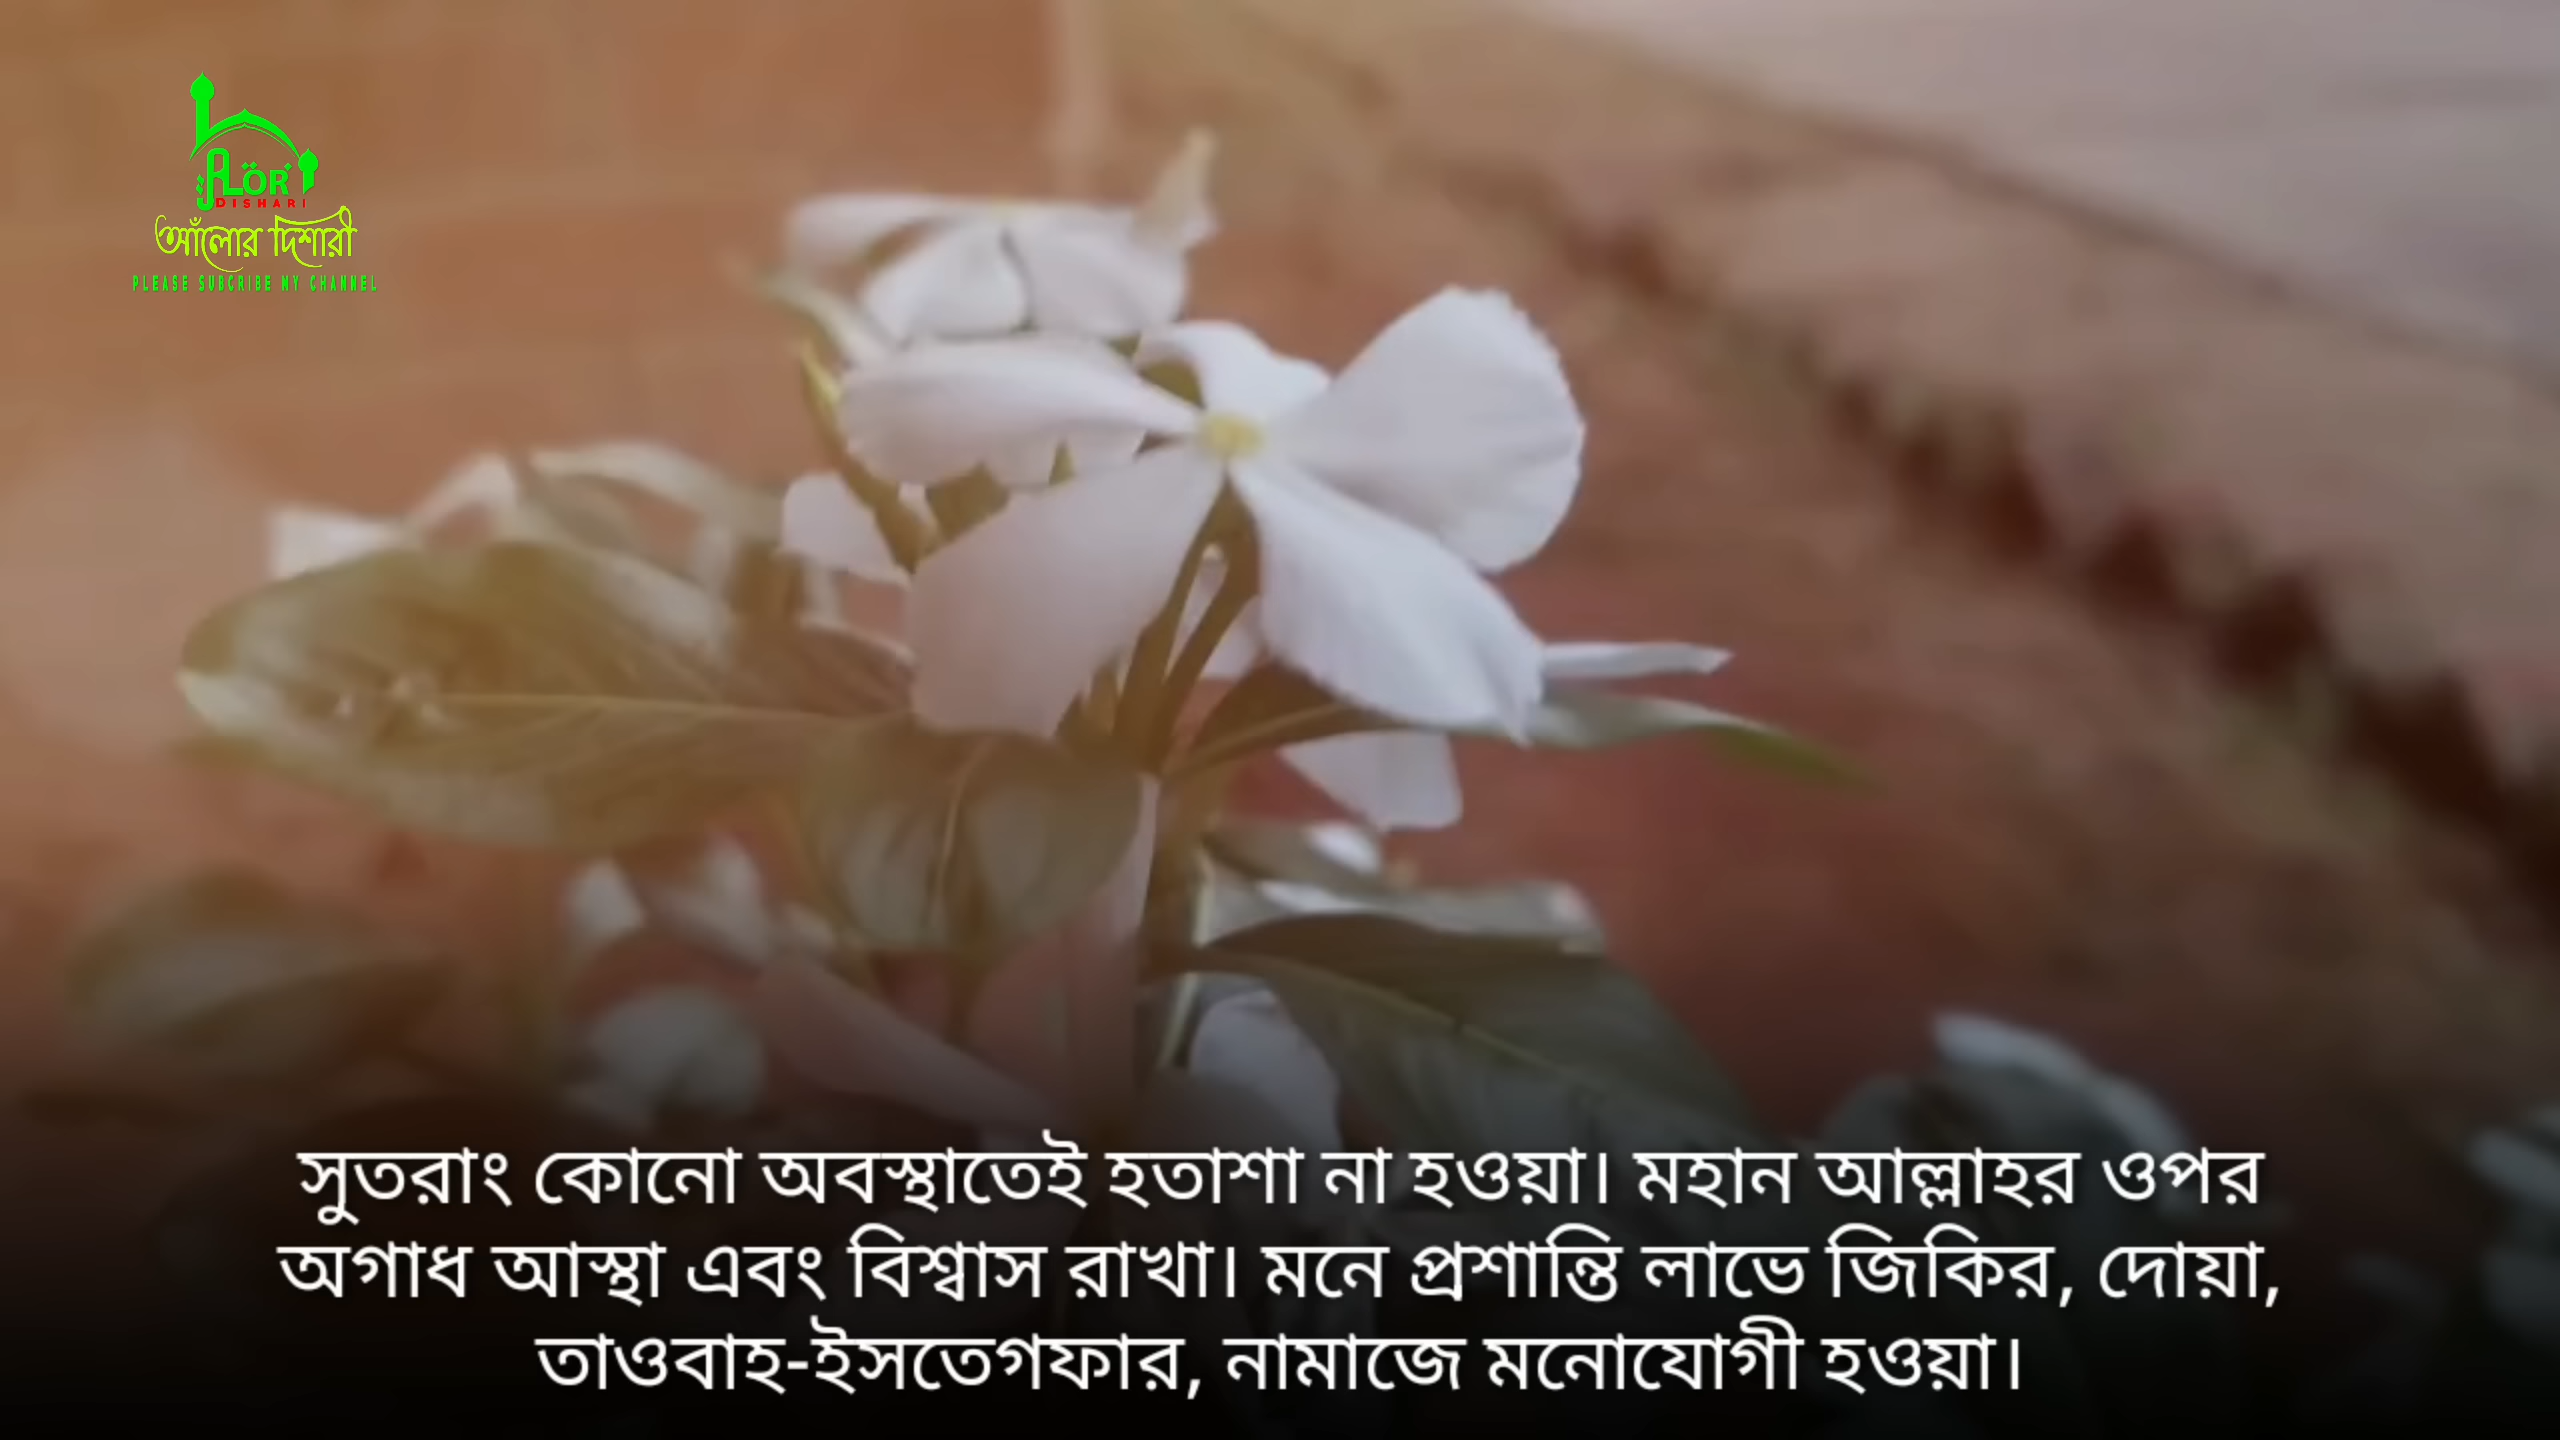 ALOR
DISHARI
আঁলোর দিশারী
PLEASE SUBCRIBE MY CHANNEL
সুতরাং কোনো অবস্থাতেই হতাশা না হওয়া। মহান আল্লাহর ওপর
অগাধ আস্থা এবং বিশ্বাস রাখা। মনে প্রশান্তি লাভে জিকির, দোয়া,
তাওবাহ-ইসতেগফার, নামাজে মনোযোগী হওয়া।